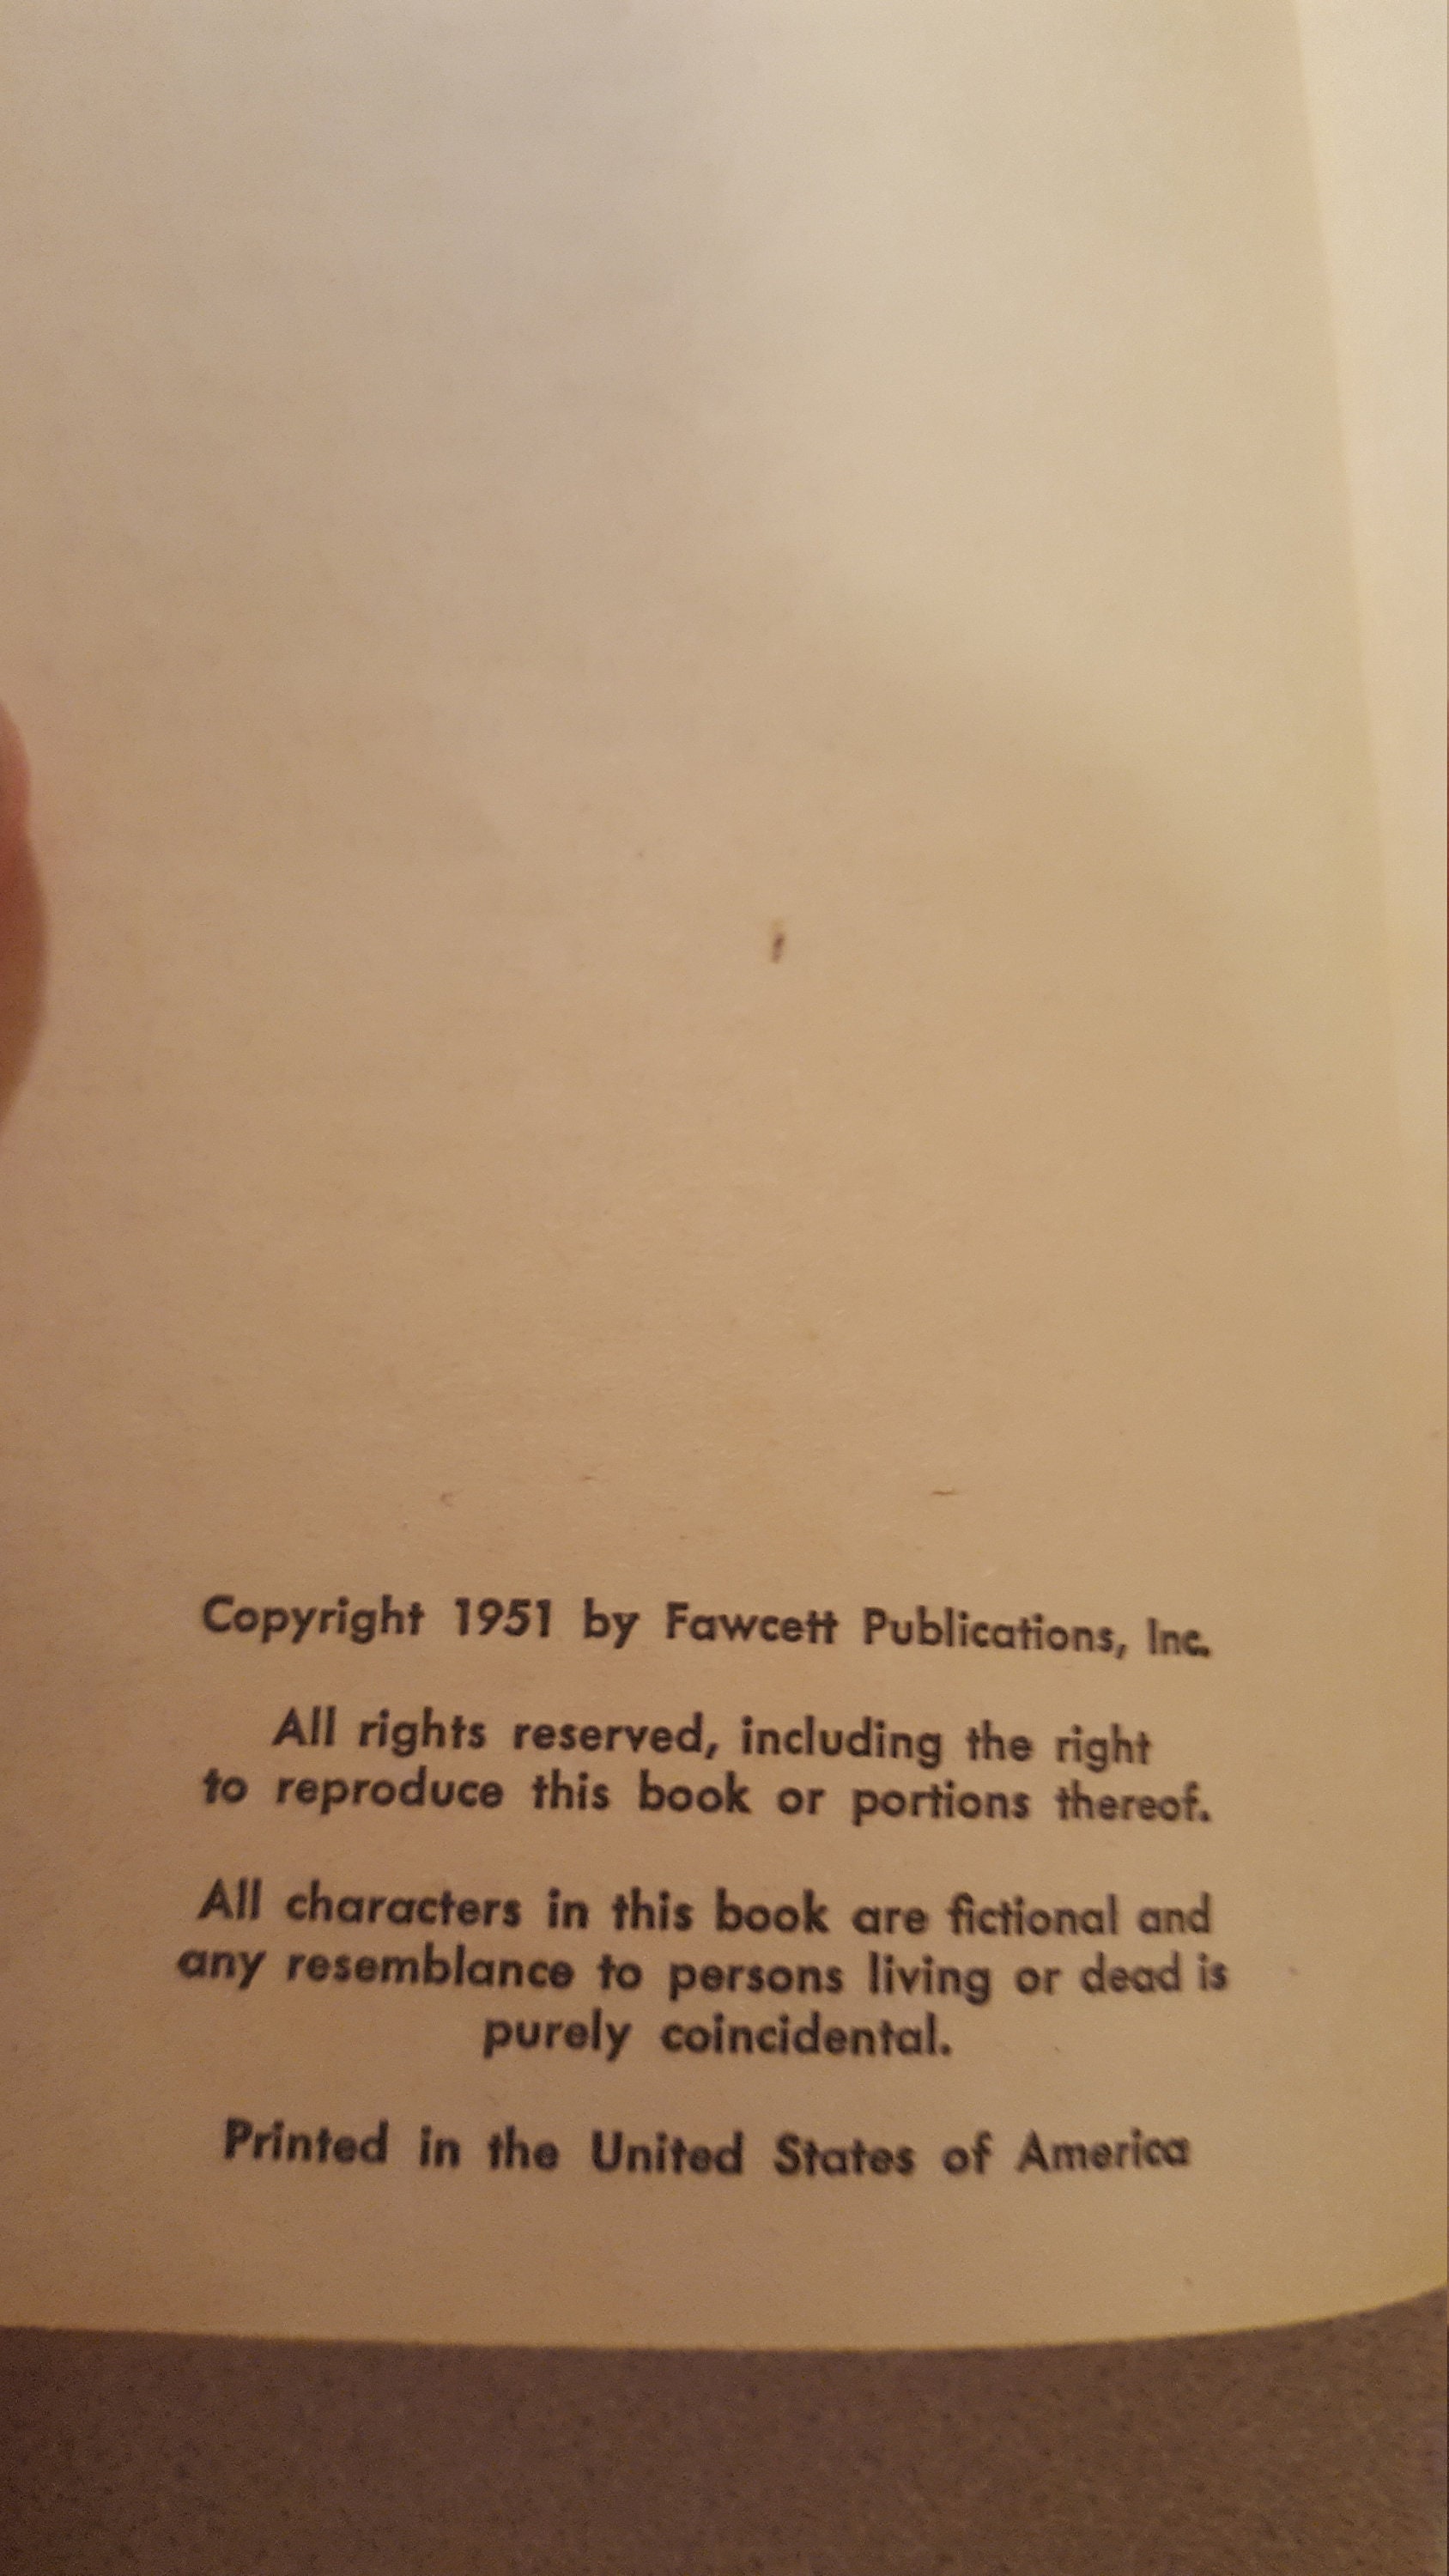 Copyright 1951 by Fawcett Publications, Inc.
All rights reserved, including the right
to reproduce this book or portions thereof.
All characters in this book are fictional and
any resemblance to persons living or dead is
purely coincidental.
Printed in the United States of America